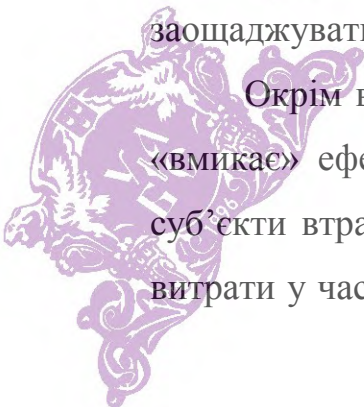 заощаджувати
Окрім в
«вмикає» ефе
суб’єкти втра
витрати у час